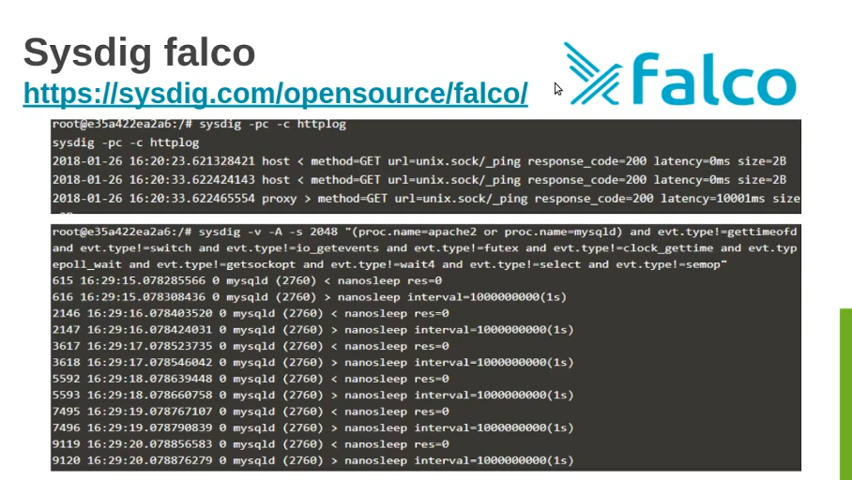 Sysdig falco
https://sysdig.com/opensource/falco/
falco
root@e35a422ea2a6:/# sysdig -pc -c httplog
sysdig -pc -c httplog
2018-01-26 16:20:23.621328421 host < method=GET url=unix.sock/_ping response_code=200 latency=0ms size=2B
2018-01-26 16:20:33.622424143 host < method=GET url=unix.sock/_ping response_code=200 latency=0ms size=2B
2018-01-26 16:20:33.622465554 proxy > method=GET url=unix.sock/_ping response_code=200 latency=10001ms size
root@e35a422ea2a6:/# sysdig -v -A -s 2048 "(proc.name=apache2 or proc.name=mysqld) and evt.type!=gettimeofd
and evt.type!=switch and evt.type!=io_getevents and evt.type!=futex and evt.type!=clock_gettime and evt.typ
epoll_wait and evt.type!=getsockopt and evt.type!=wait4 and evt.type!=select and evt.type!=semop"
615 16:29:15.078285566 0 mysqld (2760) < nanosleep res=0
616 16:29:15.078308436 0 mysqld (2760) > nanosleep interval=1000000000(1s)
2146 16:29:16.078403520 0 mysqld (2760) < nanosleep res=0
2147 16:29:16.078424031 0 mysqld (2760) > nanosleep interval=1000000000(1s)
3617 16:29:17.078523735 0 mysqld (2760) < nanosleep res=0
3618 16:29:17.078546042 0 mysqld (2760) > nanosleep interval=1000000000(1s)
5592 16:29:18.078639448 0 mysqld (2760) < nanosleep res=0
5593 16:29:18.078660758 0 mysqld (2760) > nanosleep interval=1000000000(1s)
7495 16:29:19.078767107 0 mysqld (2760) < nanosleep res=0
7496 16:29:19.078790839 0 mysqld (2760) > nanosleep interval=1000000000(1s)
9119 16:29:20.078856583 0 mysqld (2760) < nanosleep res=0
9120 16:29:20.078876279 0 mysqld (2760) > nanosleep interval=1000000000(1s)